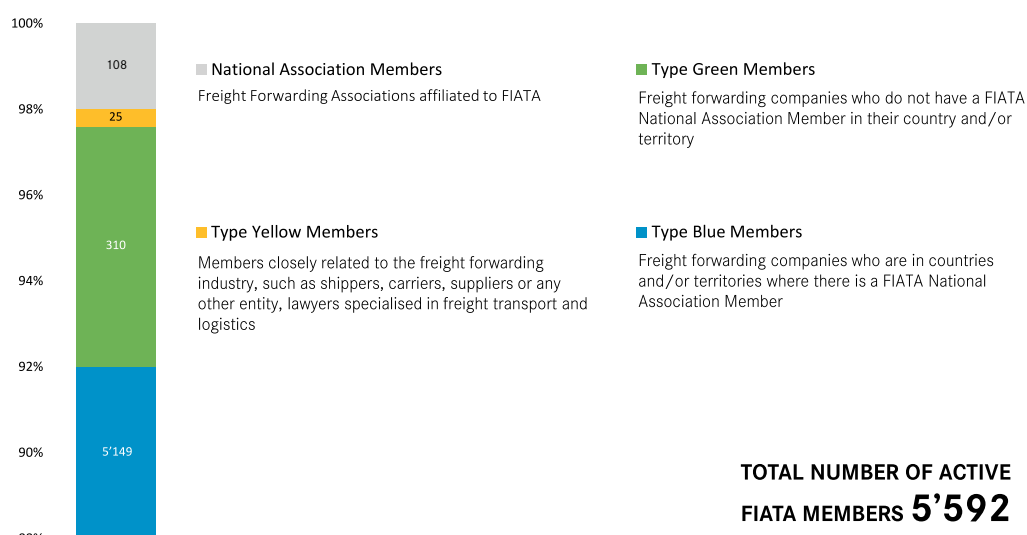 100%
98%
96%
94%
92%
90%
108
25
310
5’149
National Association Members
Freight Forwarding Associations affiliated to FIATA
Type Green Members
Freight forwarding companies who do not have a FIATA
National Association Member in their country and/or
territory
Type Yellow Members
Members closely related to the freight forwarding
industry, such as shippers, carriers, suppliers or any
other entity, lawyers specialised in freight transport and
logistics
Type Blue Members
Freight forwarding companies who are in countries
and/or territories where there is a FIATA National
Association Member
TOTAL NUMBER OF ACTIVE
FIATA MEMBERS 5’592